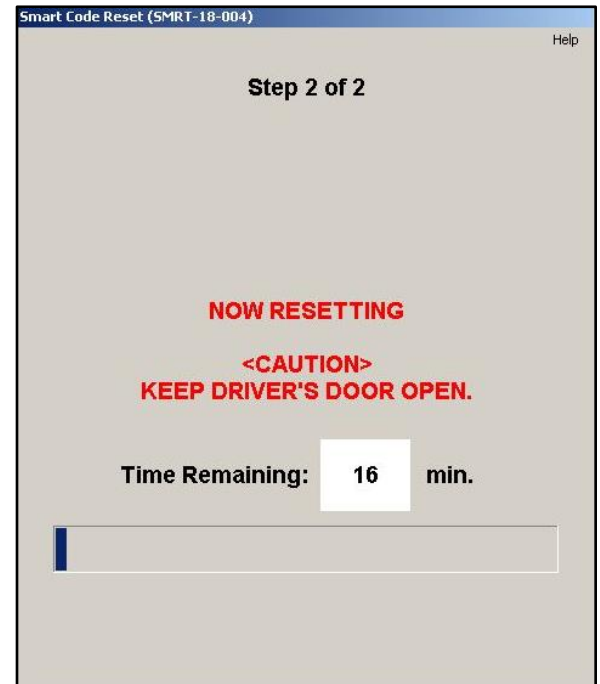 Smart Code Reset (SMRT-18-004)
Help
Step 2 of 2
NOW RESETTING
<CAUTION>
KEEP DRIVER'S DOOR OPEN.
Time Remaining: 16 min.